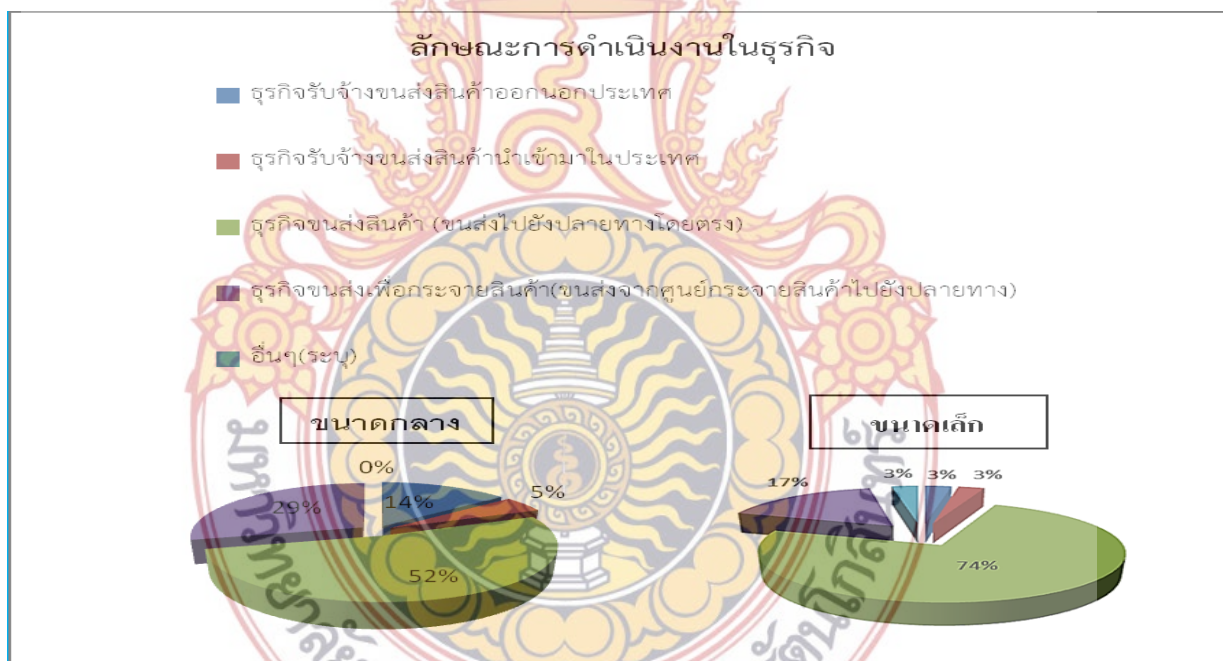 ลักษณะการดำเนินงานในธุรกิจ
ธุรกิจรับจ้างขนส่งสินค้าออกนอกประเทศ
ธุรกิจรับจ้างขนส่งสินค้านำเข้ามาในประเทศ
ธุรกิจขนส่งสินค้า (ขนส่งไปยังปลายทางโดยตรง)
ธุรกิจขนส่งเพื่อกระจายสินค้า(ขนส่งจากศูนย์กระจายสินค้าไปยังปลายทาง)
อื่นๆ(ระบุ)
ขนาดกลาง
0%
14%
5%
29%
52%
ขนาดเล็ก
17%
3%
3%
3%
74%